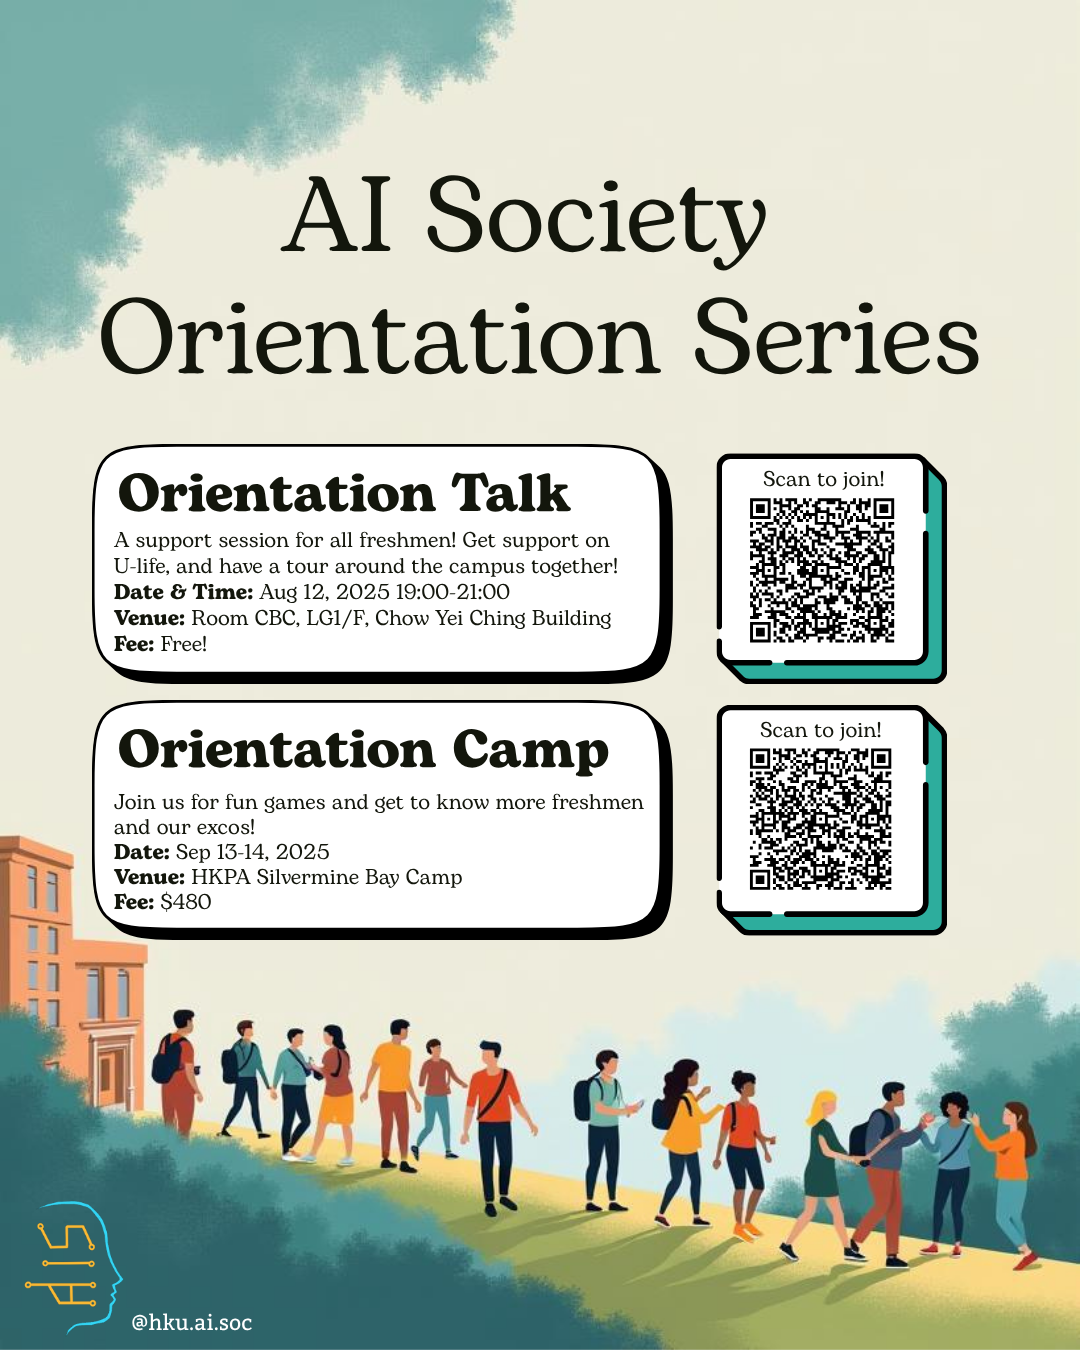 AI Society
Orientation Series
Orientation Talk
A support session for all freshmen! Get support on
U-life, and have a tour around the campus together!
Date & Time: Aug 12, 2025 19:00-21:00
Venue: Room CBC, LG1/F, Chow Yei Ching Building
Fee: Free!
Scan to join!
Orientation Camp
Join us for fun games and get to know more freshmen
and our excos!
Date: Sep 13-14, 2025
Venue: HKPA Silvermine Bay Camp
Fee: $480
Scan to join!
AIS
@hku.ai.soc